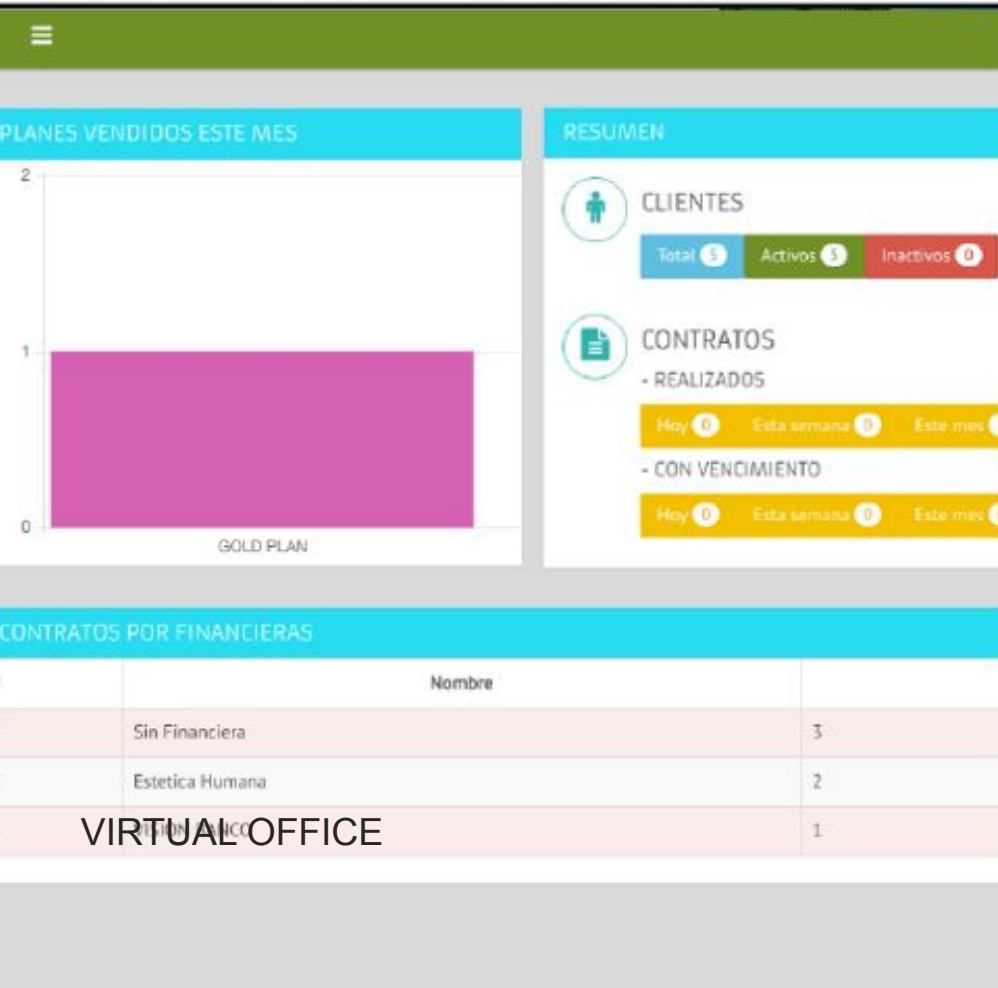 PLANES VENDIDOS ESTE MES
2
1
0
GOLD PLAN
RESUMEN
CLIENTES
Total 5 Activos 5 Inactivos 0
CONTRATOS
- REALIZADOS
Hoy 0 Esta semana 0 Este mes
- CON VENCIMIENTO
Hoy 0 Esta semana 0 Este mes
CONTRATOS POR FINANCIERAS
Nombre
Sin Financiera 3
Estetica Humana 2
VISION BANCO 1
VIRTUAL OFFICE